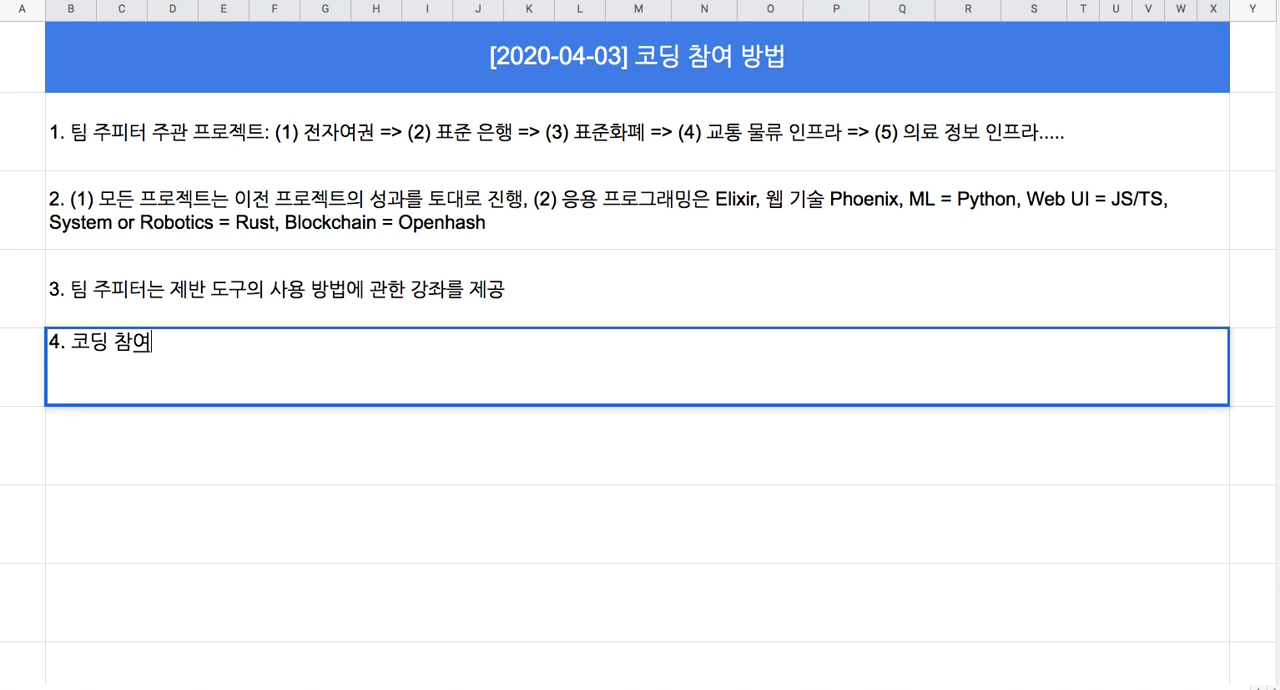 A B C D E F G H I J K L M N O P Q R S T U V W X Y
[2020-04-03] 코딩 참여 방법
1. 팀 주피터 주관 프로젝트: (1) 전자여권 => (2) 표준 은행 => (3) 표준화폐 => (4) 교통 물류 인프라 => (5) 의료 정보 인프라.....
2. (1) 모든 프로젝트는 이전 프로젝트의 성과를 토대로 진행, (2) 응용 프로그래밍은 Elixir, 웹 기술 Phoenix, ML = Python, Web UI = JS/TS,
System or Robotics = Rust, Blockchain = Openhash
3. 팀 주피터는 제반 도구의 사용 방법에 관한 강좌를 제공
4. 코딩 참여